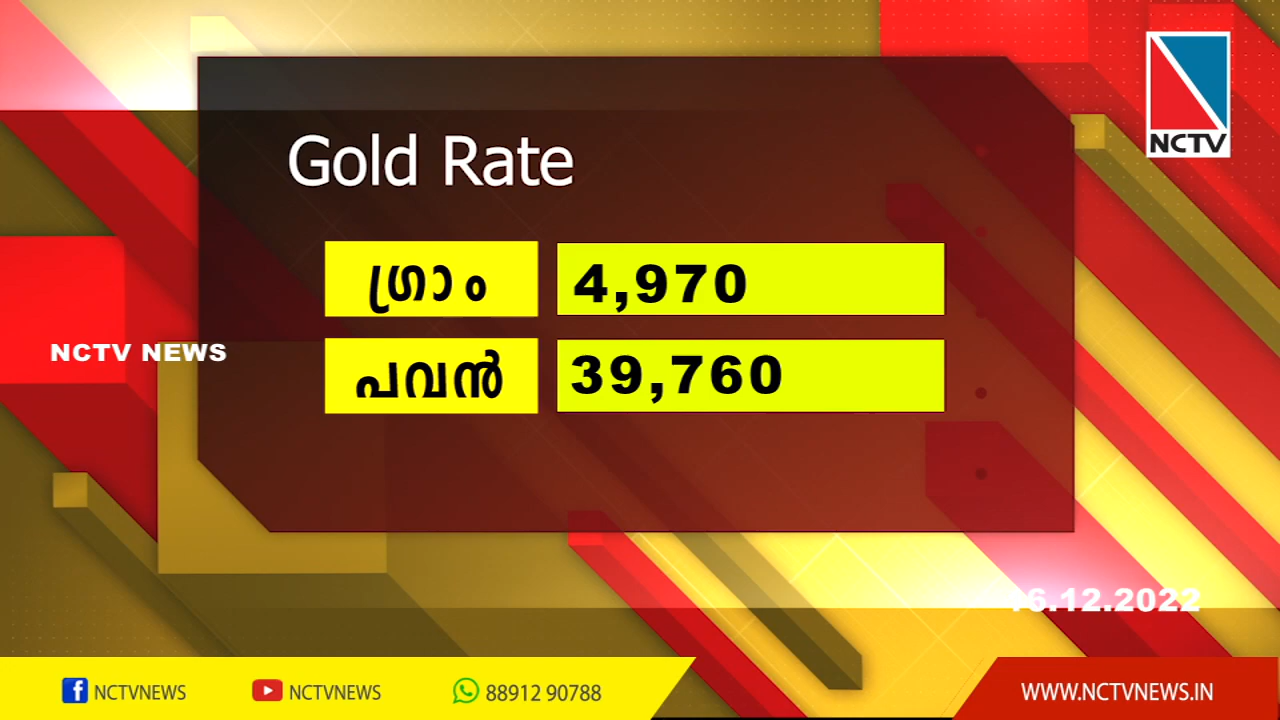 NCTV
Gold Rate
ഗ്രാം 4,970
പവൻ 39,760
NCTV NEWS
16.12.2022
NCTVNEWS NCTVNEWS 88912 90788 WWW.NCTVNEWS.IN